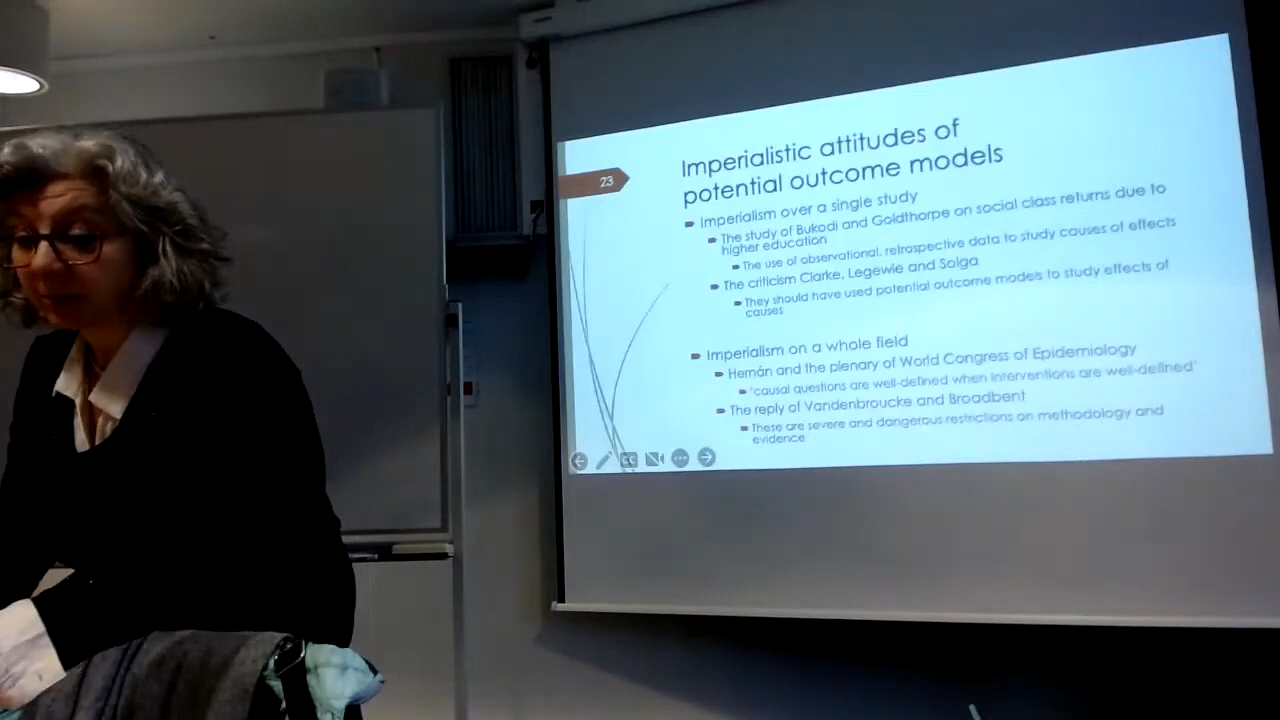 23
Imperialistic attitudes of
potential outcome models
Imperialism over a single study
The study of Bukodi and Goldthorpe on social class returns due to
higher education
The use of observational, retrospective data to study causes of effects
The criticism Clarke, Legewie and Solga
They should have used potential outcome models to study effects of
causes
Imperialism on a whole field
Hernán and the plenary of World Congress of Epidemiology
'causal questions are well-defined when interventions are well-defined'
The reply of Vandenbroucke and Broadbent
These are severe and dangerous restrictions on methodology and
evidence
CC